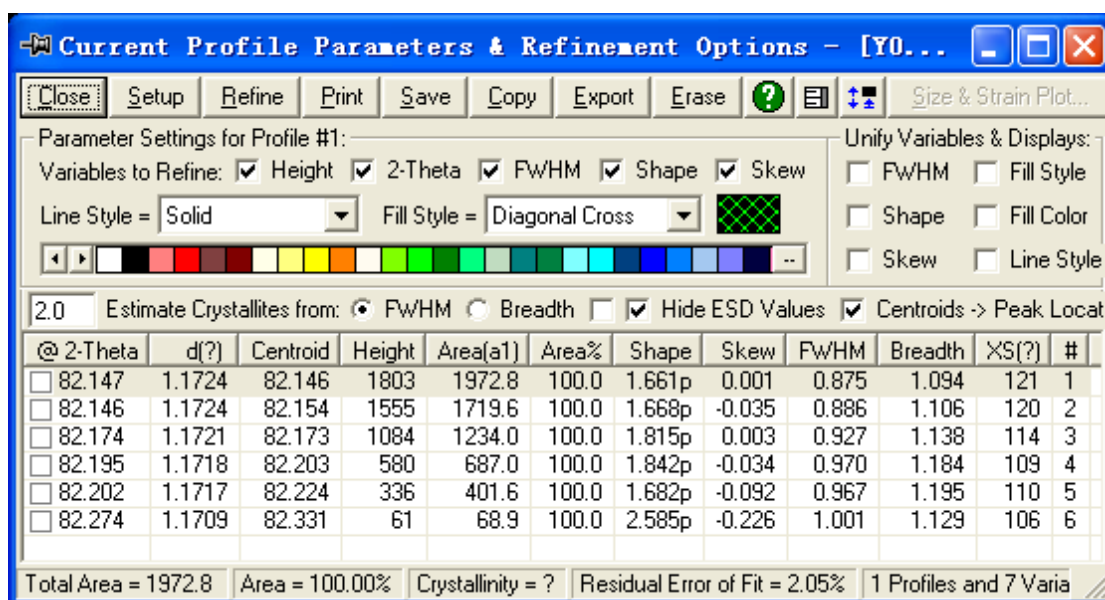 Current Profile Parameters & Refinement Options - [YO...
Close Setup Refine Print Save Copy Export Erase ? Size & Strain Plot...
Parameter Settings for Profile #1: Unify Variables & Displays:
Variables to Refine: Height 2-Theta FWHM Shape Skew FWHM Fill Style
Line Style = Solid Fill Style = Diagonal Cross Shape Fill Color
-- Skew Line Style
2.0 Estimate Crystallites from: FWHM Breadth Hide ESD Values Centroids -> Peak Locat
@ 2-Theta d(?) Centroid Height Area(a1) Area% Shape Skew FWHM Breadth XS(?) #
82.147 1.1724 82.146 1803 1972.8 100.0 1.661p 0.001 0.875 1.094 121 1
82.146 1.1724 82.154 1555 1719.6 100.0 1.668p -0.035 0.886 1.106 120 2
82.174 1.1721 82.173 1084 1234.0 100.0 1.815p 0.003 0.927 1.138 114 3
82.195 1.1718 82.203 580 687.0 100.0 1.842p -0.034 0.970 1.184 109 4
82.202 1.1717 82.224 336 401.6 100.0 1.682p -0.092 0.967 1.195 110 5
82.274 1.1709 82.331 61 68.9 100.0 2.585p -0.226 1.001 1.129 106 6
Total Area = 1972.8 Area = 100.00% Crystallinity = ? Residual Error of Fit = 2.05% 1 Profiles and 7 Varia